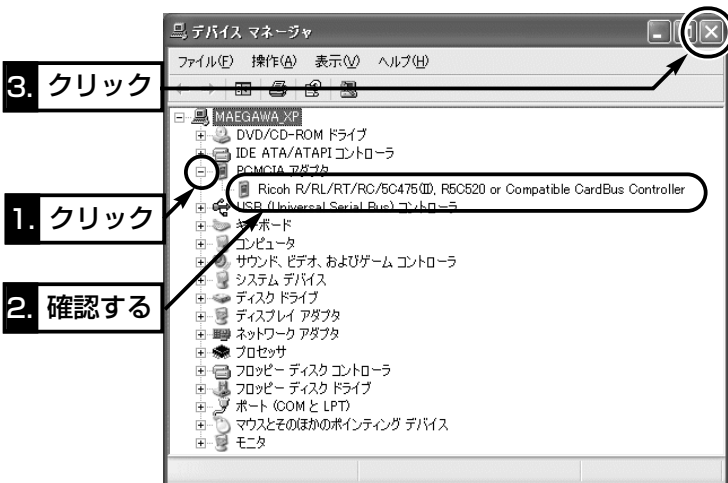 デバイス マネージャ
ファイル(F) 操作(A) 表示(V) ヘルプ(H)
3. クリック
MAEGAWA_XP
DVD/CD-ROM ドライブ
IDE ATA/ATAPI コントローラ
PCMCIA アダプタ
Ricoh R/RL/RT/RC/5C475(II), R5C520 or Compatible CardBus Controller
1. クリック
USB (Universal Serial Bus) コントローラ
キーボード
コンピュータ
サウンド、ビデオ、およびゲーム コントローラ
システム デバイス
2. 確認する
ディスク ドライブ
ディスプレイ アダプタ
ネットワーク アダプタ
プロセッサ
フロッピー ディスク コントローラ
フロッピー ディスク ドライブ
ポート (COM と LPT)
マウスとそのほかのポインティング デバイス
モニタ